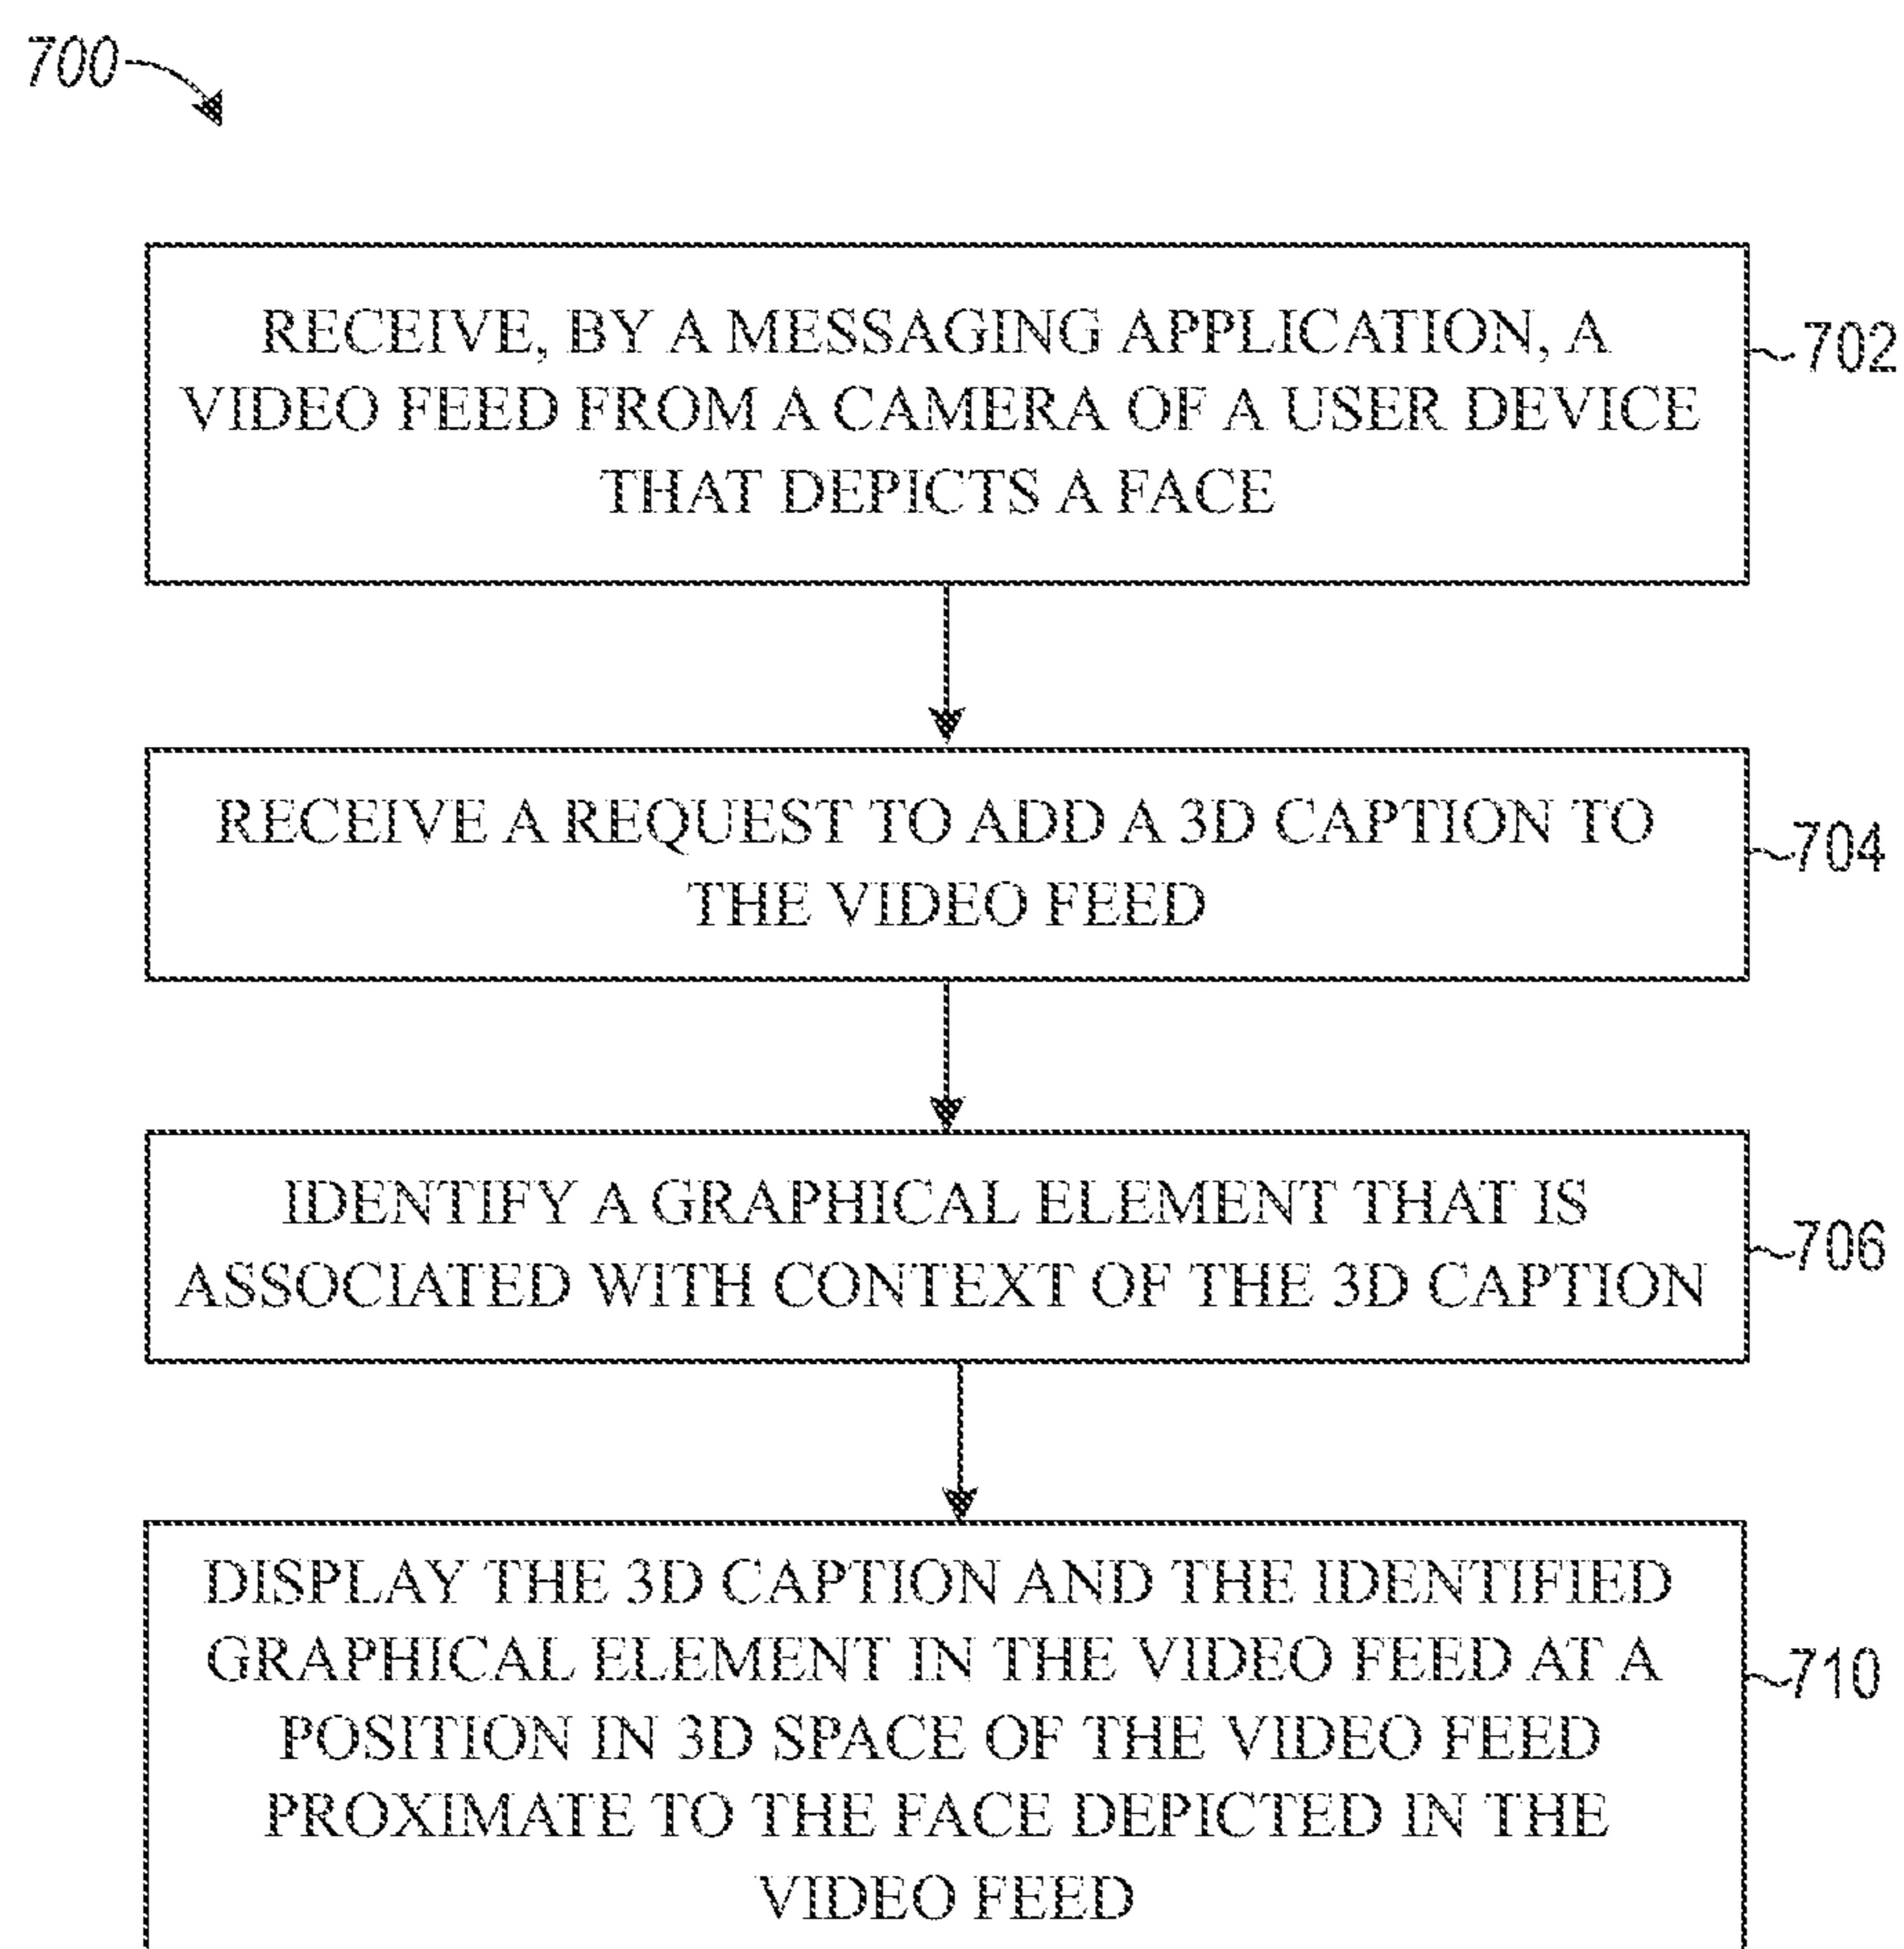 700
RECEIVE, BY A MESSAGING APPLICATION, A
VIDEO FEED FROM A CAMERA OF A USER DEVICE
THAT DEPICTS A FACE
702
RECEIVE A REQUEST TO ADD A 3D CAPTION TO
THE VIDEO FEED
704
IDENTIFY A GRAPHICAL ELEMENT THAT IS
ASSOCIATED WITH CONTEXT OF THE 3D CAPTION
706
DISPLAY THE 3D CAPTION AND THE IDENTIFIED
GRAPHICAL ELEMENT IN THE VIDEO FEED AT A
POSITION IN 3D SPACE OF THE VIDEO FEED
PROXIMATE TO THE FACE DEPICTED IN THE
VIDEO FEED
710